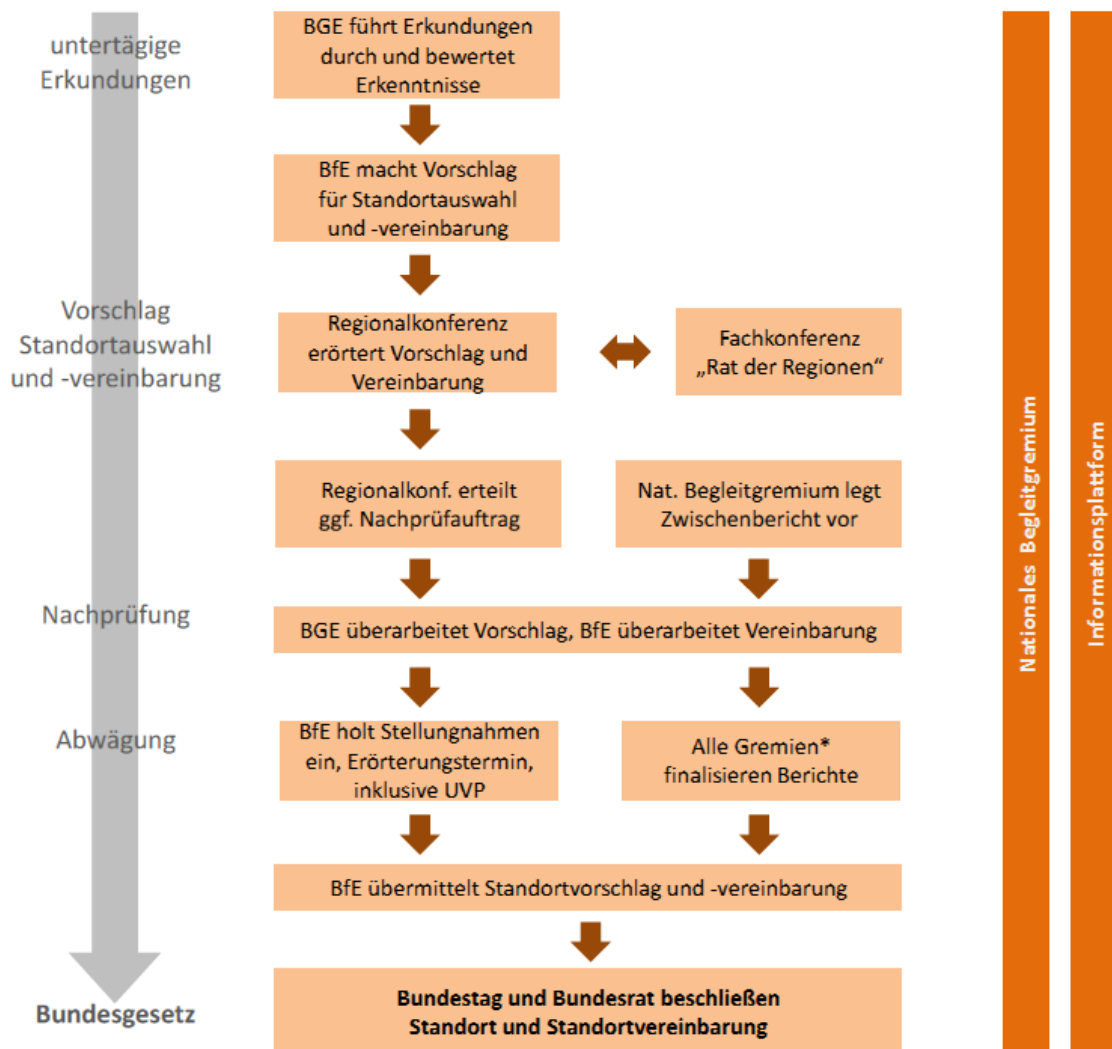 untertägige
Erkundungen
BGE führt Erkundungen
durch und bewertet
Erkenntnisse
BfE macht Vorschlag
für Standortauswahl
und -vereinbarung
Vorschlag
Standortauswahl
und -vereinbarung
Regionalkonferenz
erörtert Vorschlag und
Vereinbarung
Fachkonferenz
„Rat der Regionen“
Regionalkonf. erteilt
ggf. Nachprüfauftrag
Nat. Begleitgremium legt
Zwischenbericht vor
Nachprüfung
BGE überarbeitet Vorschlag, BfE überarbeitet Vereinbarung
Abwägung
BfE holt Stellungnahmen
ein, Erörterungstermin,
inklusive UVP
Alle Gremien*
finalisieren Berichte
BfE übermittelt Standortvorschlag und -vereinbarung
Bundesgesetz
Bundestag und Bundesrat beschließen
Standort und Standortvereinbarung
Nationales Begleitgremium
Informationsplattform